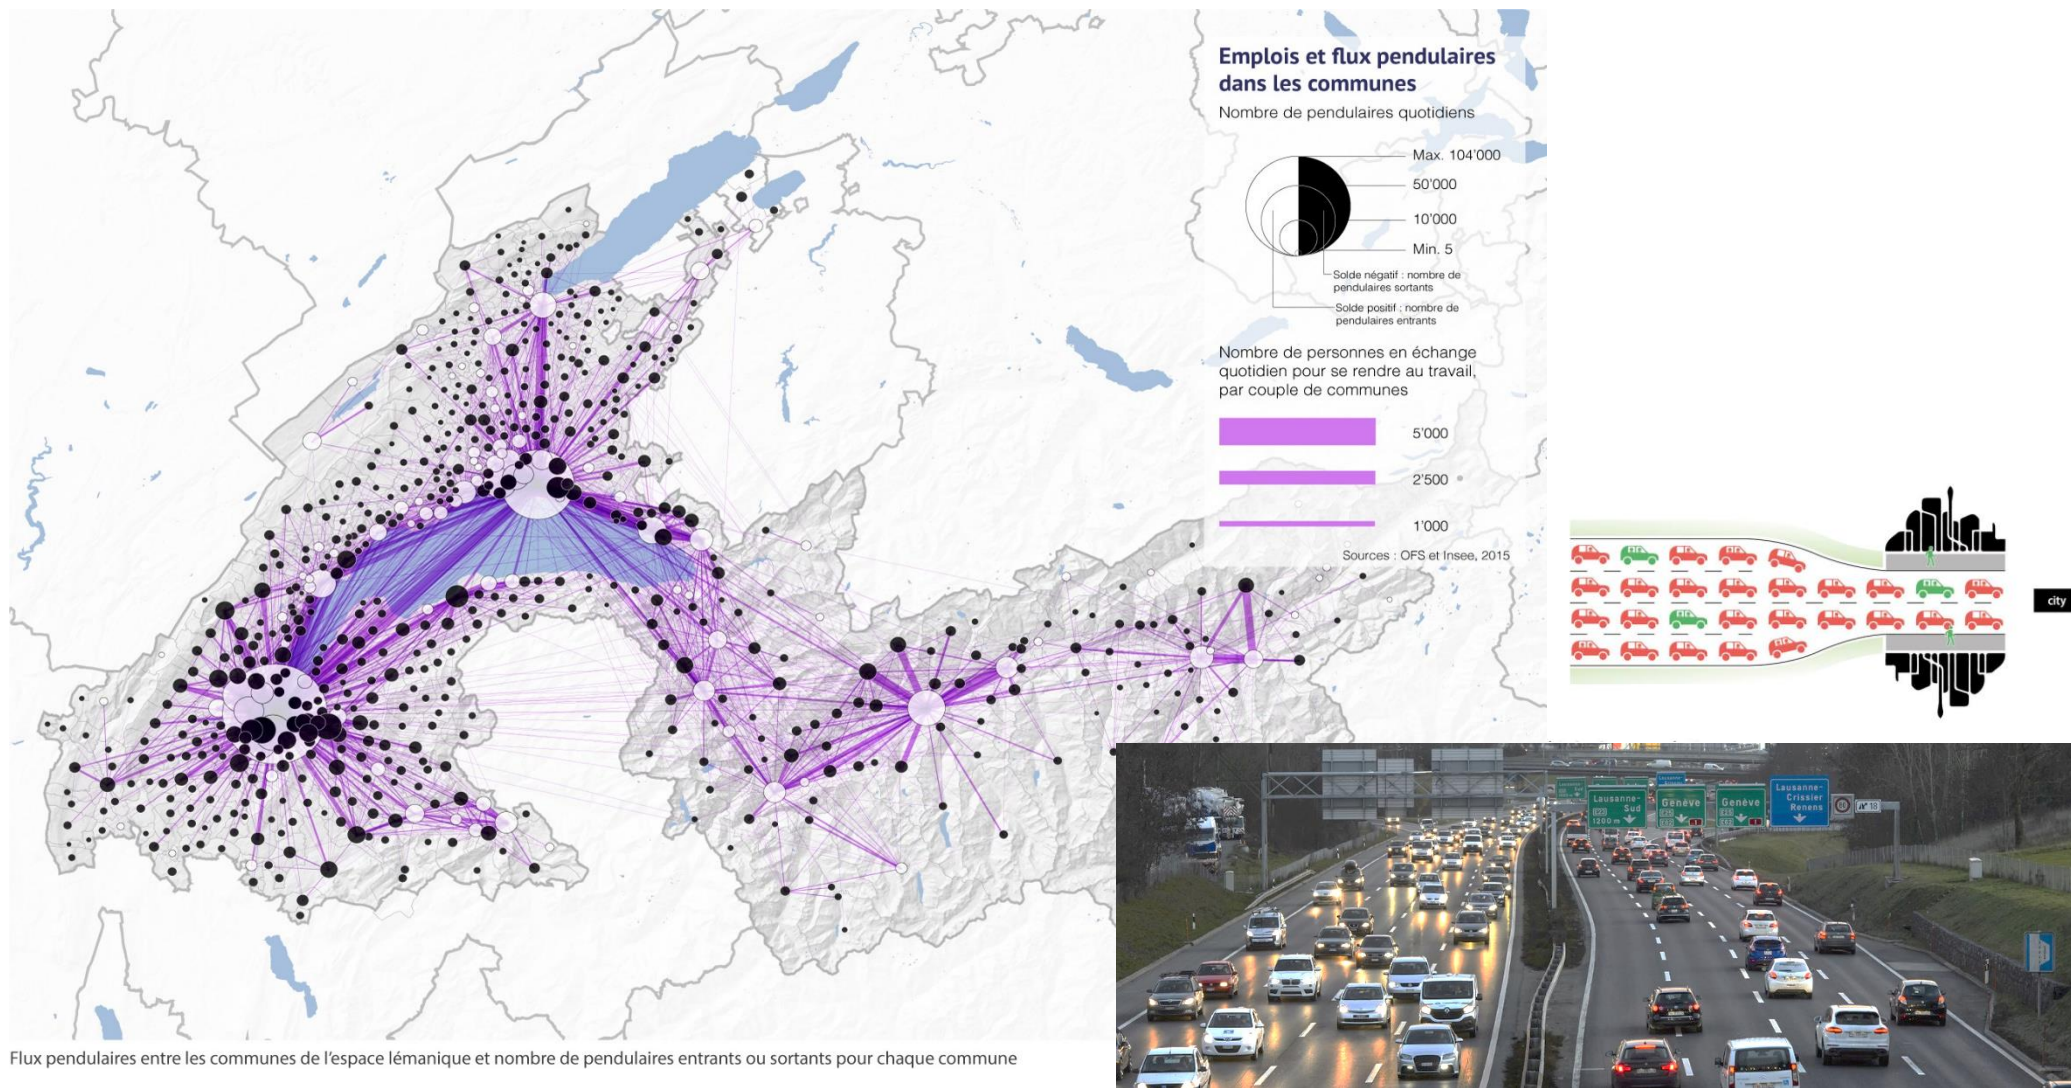 Emplois et flux pendulaires
dans les communes
Nombre de pendulaires quotidiens
Max. 104'000
50'000
10'000
Min. 5
Solde négatif : nombre de
pendulaires sortants
Solde positif : nombre de
pendulaires entrants
Nombre de personnes en échange
quotidien pour se rendre au travail,
par couple de communes
5'000
2'500
1'000
Sources : OFS et Insee, 2015
city
Lausanne-
Sud
1200 m
Genève
Genève
Lausanne-
Crissier
Renens
18
Flux pendulaires entre les communes de l'espace lémanique et nombre de pendulaires entrants ou sortants pour chaque commune